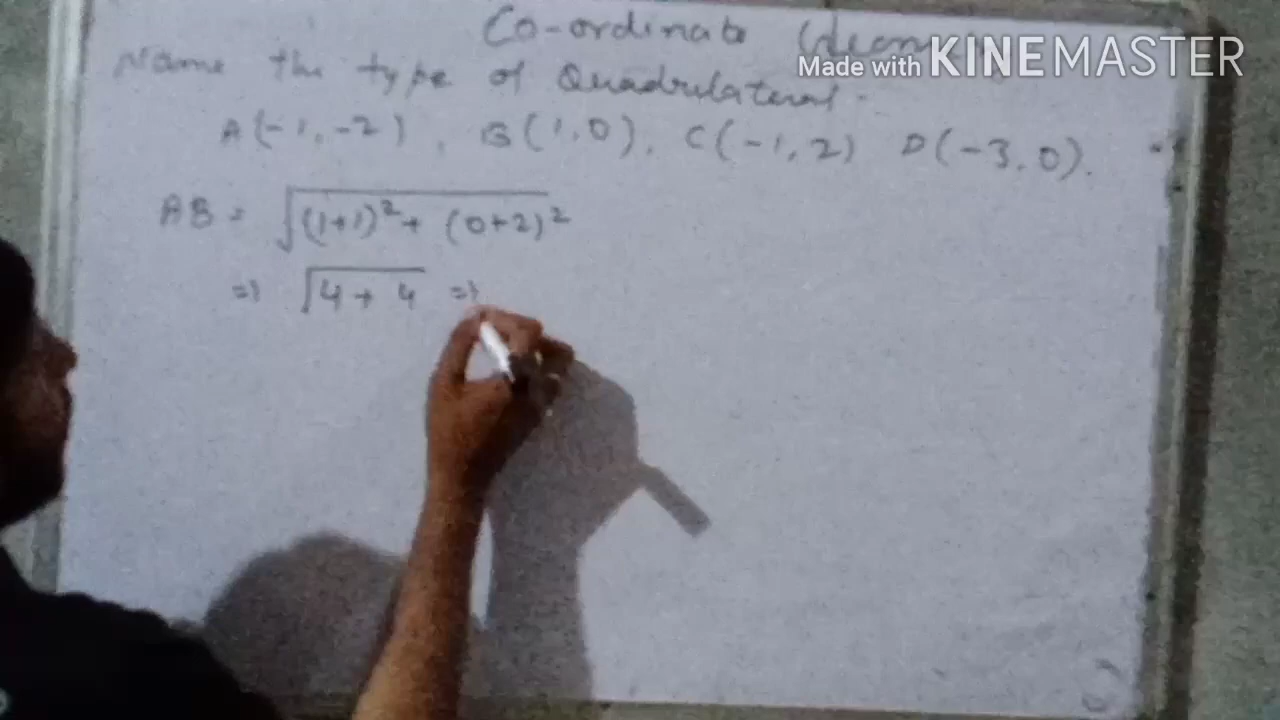 Co-ordinate
Made with KINEMASTER
Name the type of Quadrilateral.
A(-1,-2), B(1,0), C(-1,2) D(-3,0).
AB = √(1+1)² + (0+2)²
=> √4 + 4 =>